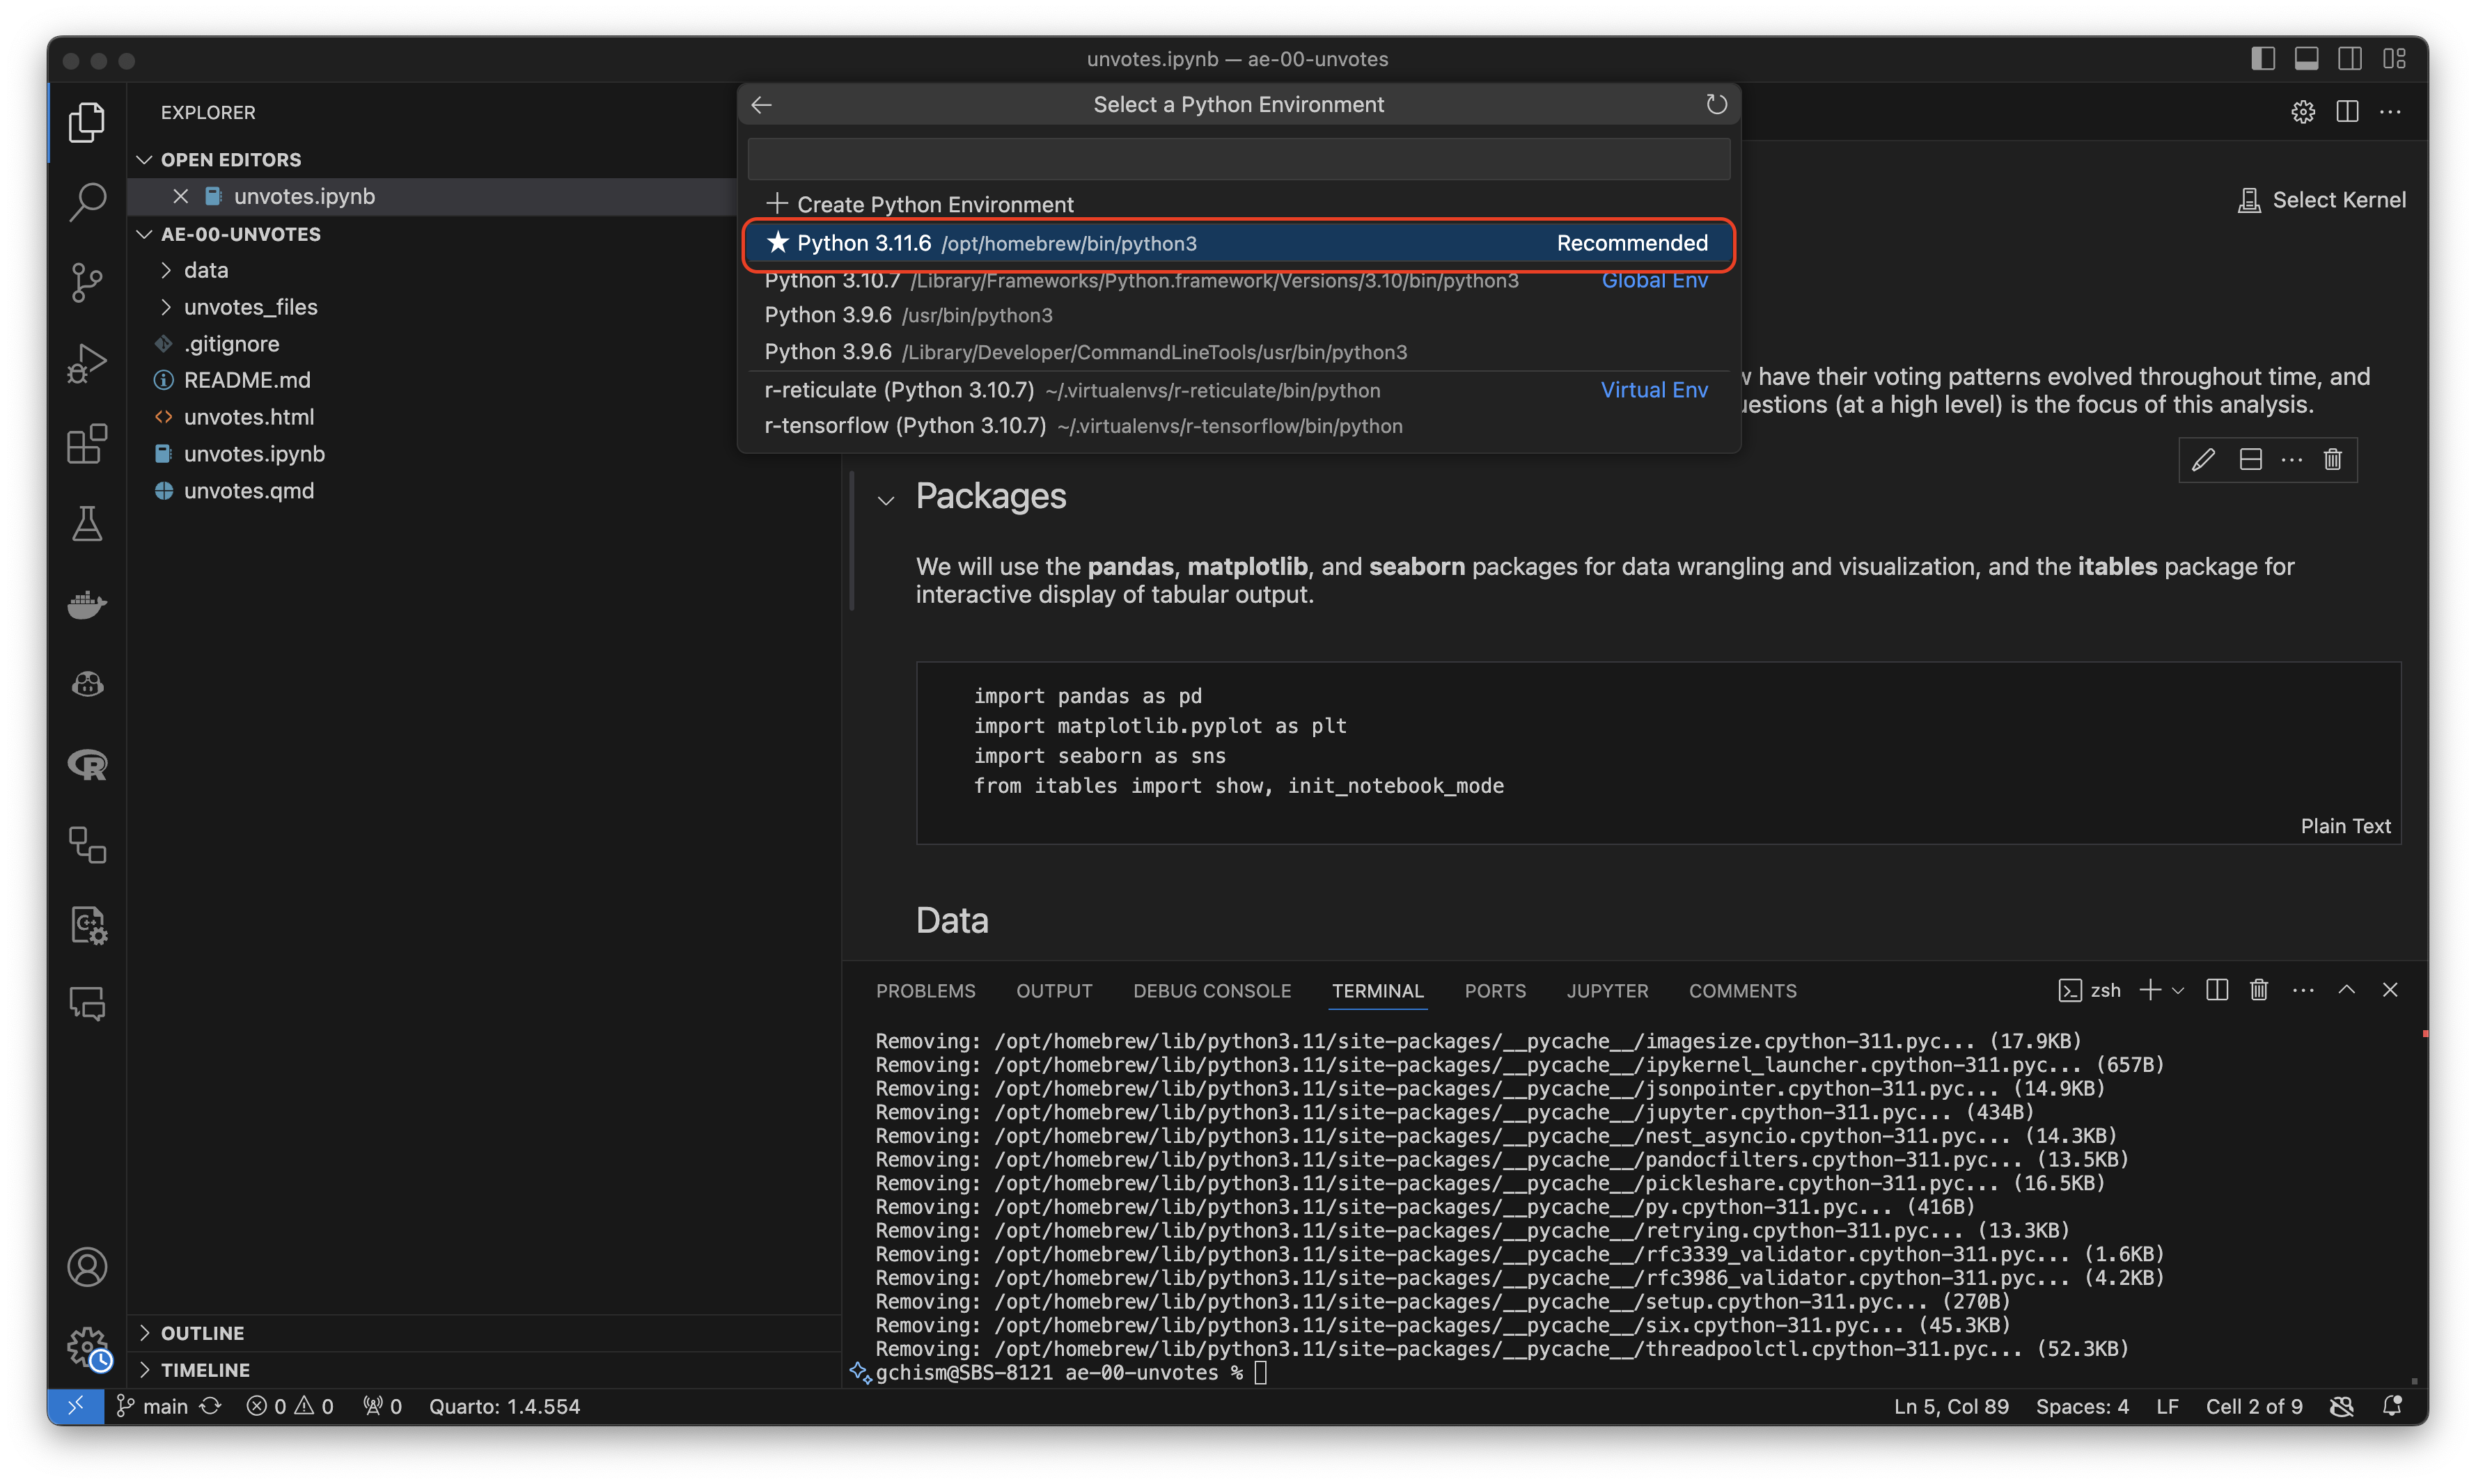 unvotes.ipynb — ae-00-unvotes
EXPLORER
OPEN EDITORS
unvotes.ipynb
AE-00-UNVOTES
data
unvotes_files
.gitignore
README.md
unvotes.html
unvotes.ipynb
unvotes.qmd
OUTLINE
TIMELINE
Select a Python Environment
Create Python Environment
Python 3.11.6 /opt/homebrew/bin/python3 Recommended
Python 3.10.7 /Library/Frameworks/Python.framework/Versions/3.10/bin/python3 Global Env
Python 3.9.6 /usr/bin/python3
Python 3.9.6 /Library/Developer/CommandLineTools/usr/bin/python3
r-reticulate (Python 3.10.7) ~/.virtualenvs/r-reticulate/bin/python Virtual Env
r-tensorflow (Python 3.10.7) ~/.virtualenvs/r-tensorflow/bin/python
Select Kernel
have their voting patterns evolved throughout time, and
(at a high level) is the focus of this analysis.
Packages
We will use the pandas, matplotlib, and seaborn packages for data wrangling and visualization, and the itables package for
interactive display of tabular output.
import pandas as pd
import matplotlib.pyplot as plt
import seaborn as sns
from itables import show, init_notebook_mode
Plain Text
Data
PROBLEMS OUTPUT DEBUG CONSOLE TERMINAL PORTS JUPYTER COMMENTS zsh
Removing: /opt/homebrew/lib/python3.11/site-packages/__pycache__/imagesize.cpython-311.pyc... (17.9KB)
Removing: /opt/homebrew/lib/python3.11/site-packages/__pycache__/ipykernel_launcher.cpython-311.pyc... (657B)
Removing: /opt/homebrew/lib/python3.11/site-packages/__pycache__/jsonpointer.cpython-311.pyc... (14.9KB)
Removing: /opt/homebrew/lib/python3.11/site-packages/__pycache__/jupyter.cpython-311.pyc... (434B)
Removing: /opt/homebrew/lib/python3.11/site-packages/__pycache__/nest_asyncio.cpython-311.pyc... (14.3KB)
Removing: /opt/homebrew/lib/python3.11/site-packages/__pycache__/pandocfilters.cpython-311.pyc... (13.5KB)
Removing: /opt/homebrew/lib/python3.11/site-packages/__pycache__/pickleshare.cpython-311.pyc... (16.5KB)
Removing: /opt/homebrew/lib/python3.11/site-packages/__pycache__/py.cpython-311.pyc... (416B)
Removing: /opt/homebrew/lib/python3.11/site-packages/__pycache__/retrying.cpython-311.pyc... (13.3KB)
Removing: /opt/homebrew/lib/python3.11/site-packages/__pycache__/rfc3339_validator.cpython-311.pyc... (1.6KB)
Removing: /opt/homebrew/lib/python3.11/site-packages/__pycache__/rfc3986_validator.cpython-311.pyc... (4.2KB)
Removing: /opt/homebrew/lib/python3.11/site-packages/__pycache__/setup.cpython-311.pyc... (270B)
Removing: /opt/homebrew/lib/python3.11/site-packages/__pycache__/six.cpython-311.pyc... (45.3KB)
Removing: /opt/homebrew/lib/python3.11/site-packages/__pycache__/threadpoolctl.cpython-311.pyc... (52.3KB)
gchism@SBS-8121 ae-00-unvotes %
main 0 0 0 Quarto: 1.4.554 Ln 5, Col 89 Spaces: 4 LF Cell 2 of 9